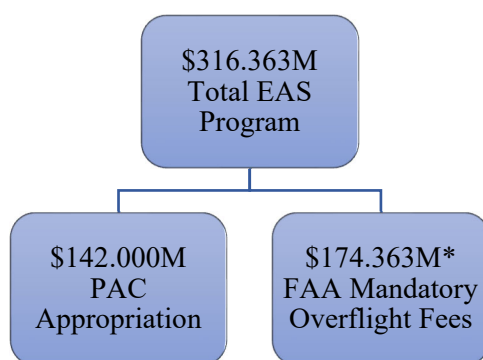 $316.363M
Total EAS
Program
$142.000M
PAC
Appropriation
$174.363M*
FAA Mandatory
Overflight Fees